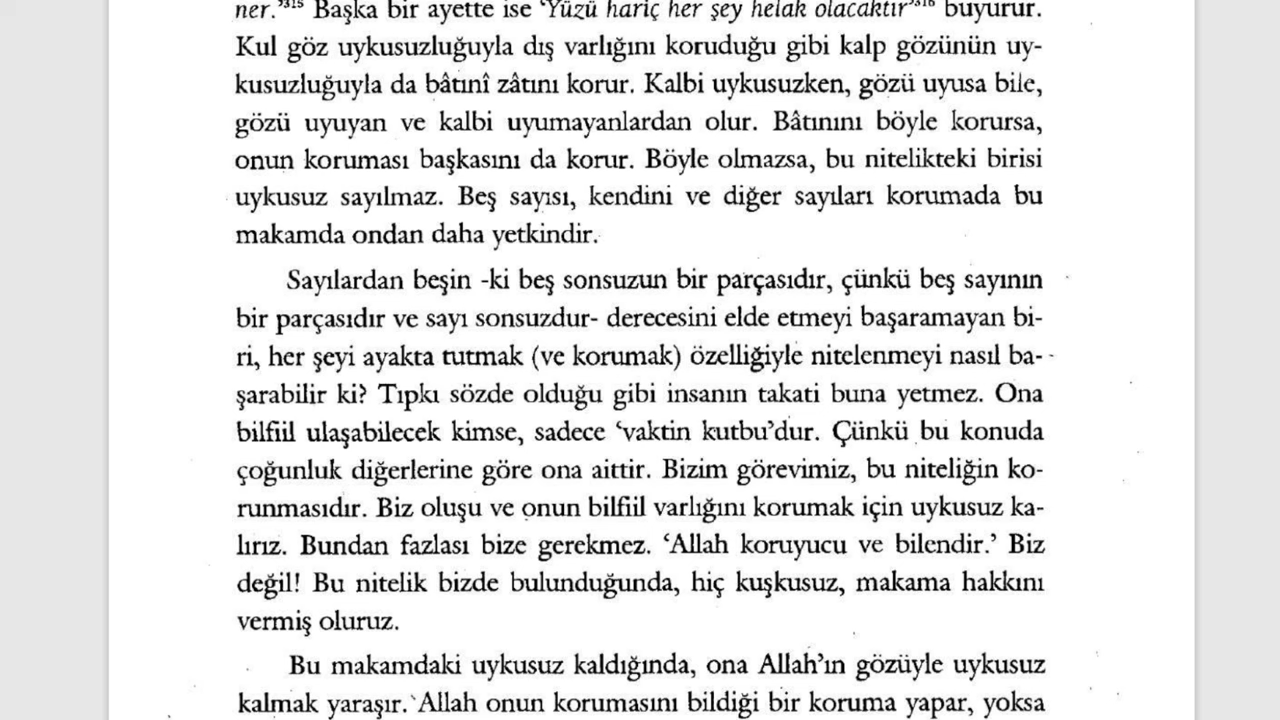 ner.’³¹⁵ Başka bir ayette ise ‘Yüzü hariç her şey helak olacaktır’³¹⁶ buyurur.
Kul göz uykusuzluğuyla dış varlığını koruduğu gibi kalp gözünün uy-
kusuzluğuyla da bâtınî zâtını korur. Kalbi uykusuzken, gözü uyusa bile,
gözü uyuyan ve kalbi uyumayanlardan olur. Bâtınını böyle korursa,
onun koruması başkasını da korur. Böyle olmazsa, bu nitelikteki birisi
uykusuz sayılmaz. Beş sayısı, kendini ve diğer sayıları korumada bu
makamda ondan daha yetkindir.
Sayılardan beşin -ki beş sonsuzun bir parçasıdır, çünkü beş sayının
bir parçasıdır ve sayı sonsuzdur- derecesini elde etmeyi başaramayan bi-
ri, her şeyi ayakta tutmak (ve korumak) özelliğiyle nitelenmeyi nasıl ba-
şarabilir ki? Tıpkı sözde olduğu gibi insanın takati buna yetmez. Ona
bilfiil ulaşabilecek kimse, sadece ‘vaktin kutbu’dur. Çünkü bu konuda
çoğunluk diğerlerine göre ona aittir. Bizim görevimiz, bu niteliğin ko-
runmasıdır. Biz oluşu ve onun bilfiil varlığını korumak için uykusuz ka-
lırız. Bundan fazlası bize gerekmez. ‘Allah koruyucu ve bilendir.’ Biz
değil! Bu nitelik bizde bulunduğunda, hiç kuşkusuz, makama hakkını
vermiş oluruz.
Bu makamdaki uykusuz kaldığında, ona Allah’ın gözüyle uykusuz
kalmak yaraşır. Allah onun korumasını bildiği bir koruma yapar, yoksa